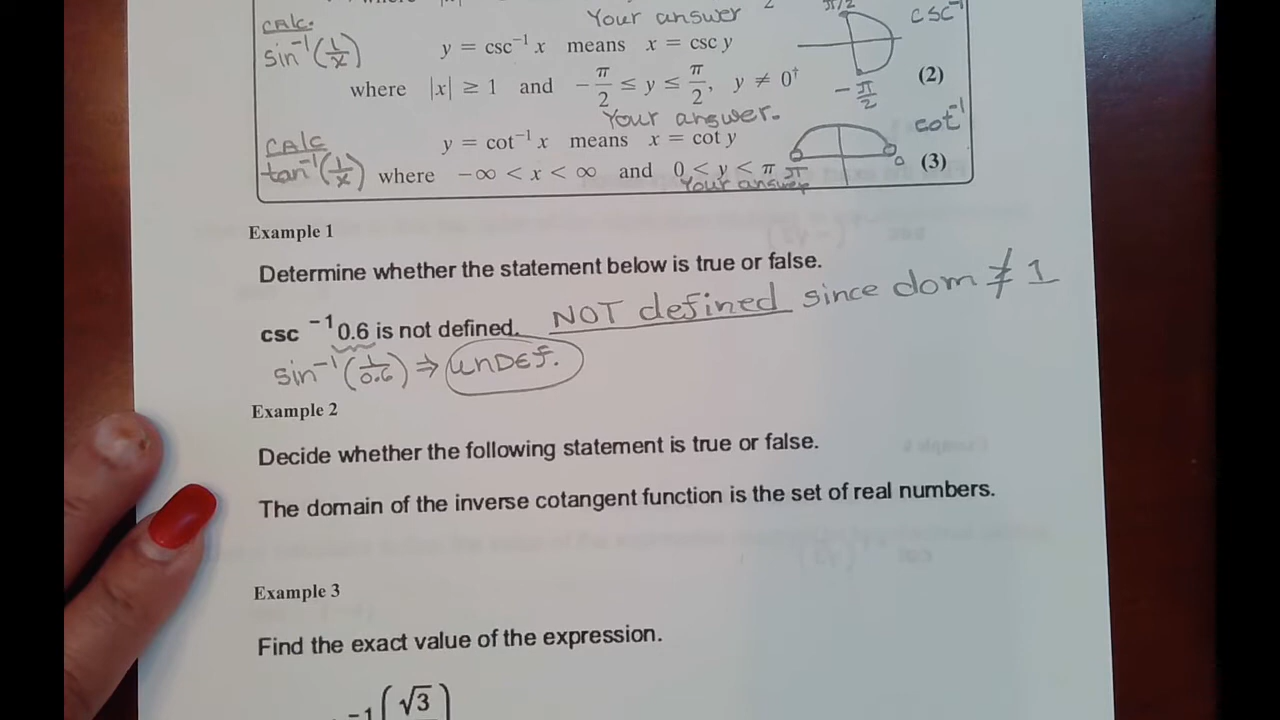 Your answer
π/2
csc⁻¹
CALC.
sin⁻¹(1/x)
y = csc⁻¹ x means x = csc y
where |x| ≥ 1 and −π/2 ≤ y ≤ π/2, y ≠ 0†
−π/2
(2)
Your answer.
CALC
y = cot⁻¹ x means x = cot y
cot⁻¹
tan⁻¹(1/x)
where −∞ < x < ∞ and 0 < y < π
π
0
(3)
Your answer
Example 1
Determine whether the statement below is true or false.
csc ⁻¹ 0.6 is not defined. NOT defined since dom ≠ 1
sin⁻¹(1/0.6) ⇒ UNDEF.
Example 2
Decide whether the following statement is true or false.
The domain of the inverse cotangent function is the set of real numbers.
Example 3
Find the exact value of the expression.
⁻¹(√3